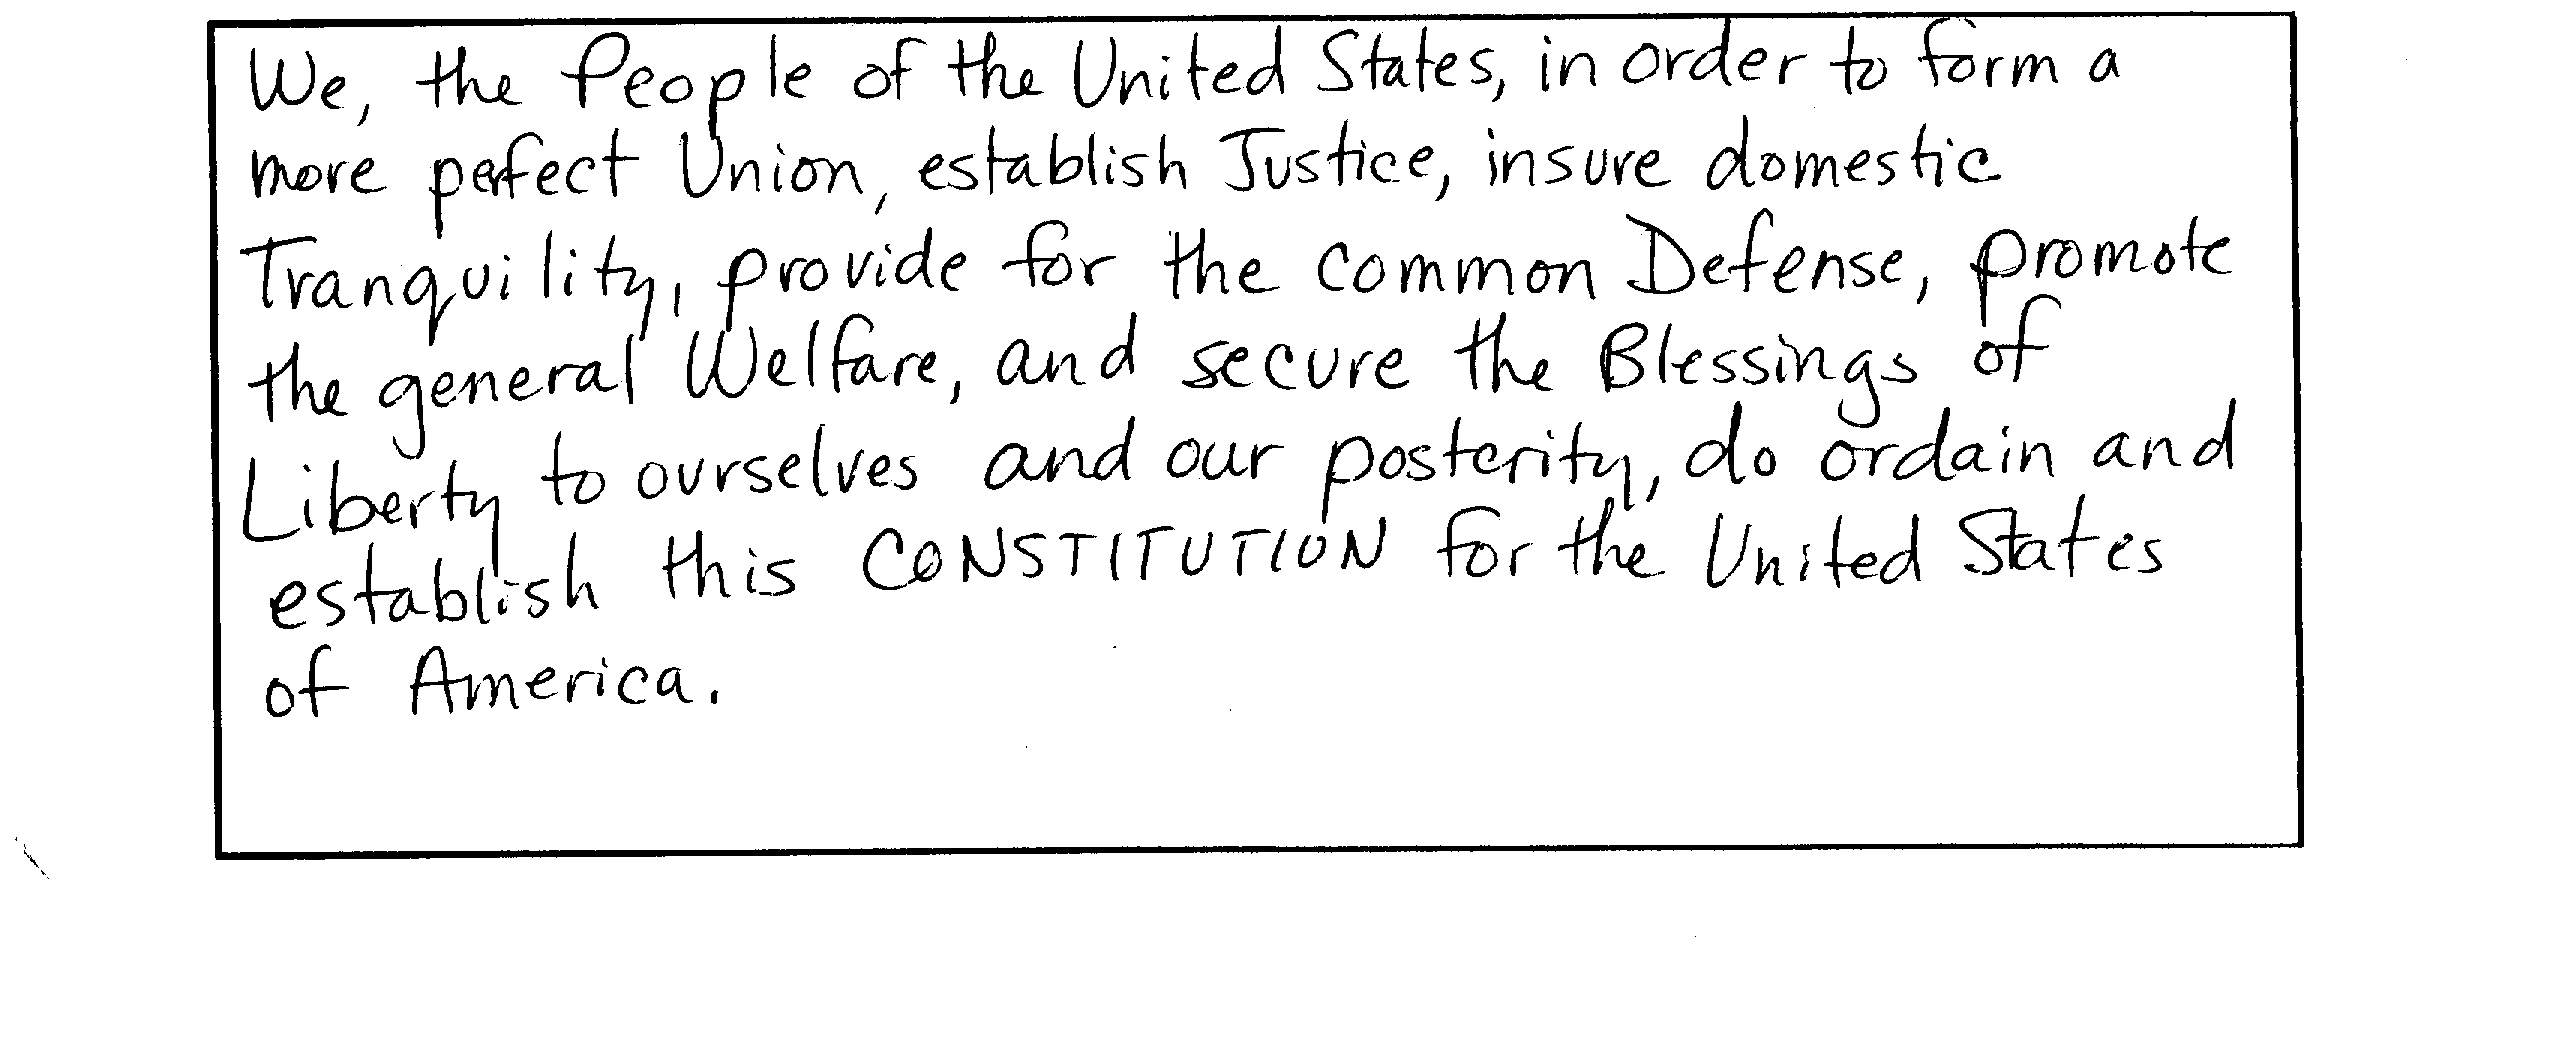 We, the People of the United States, in order to form a
more perfect Union, establish Justice, insure domestic
Tranquility, provide for the common Defense, promote
the general Welfare, and secure the Blessings of
Liberty to ourselves and our posterity, do ordain and
establish this CONSTITUTION for the United States
of America.